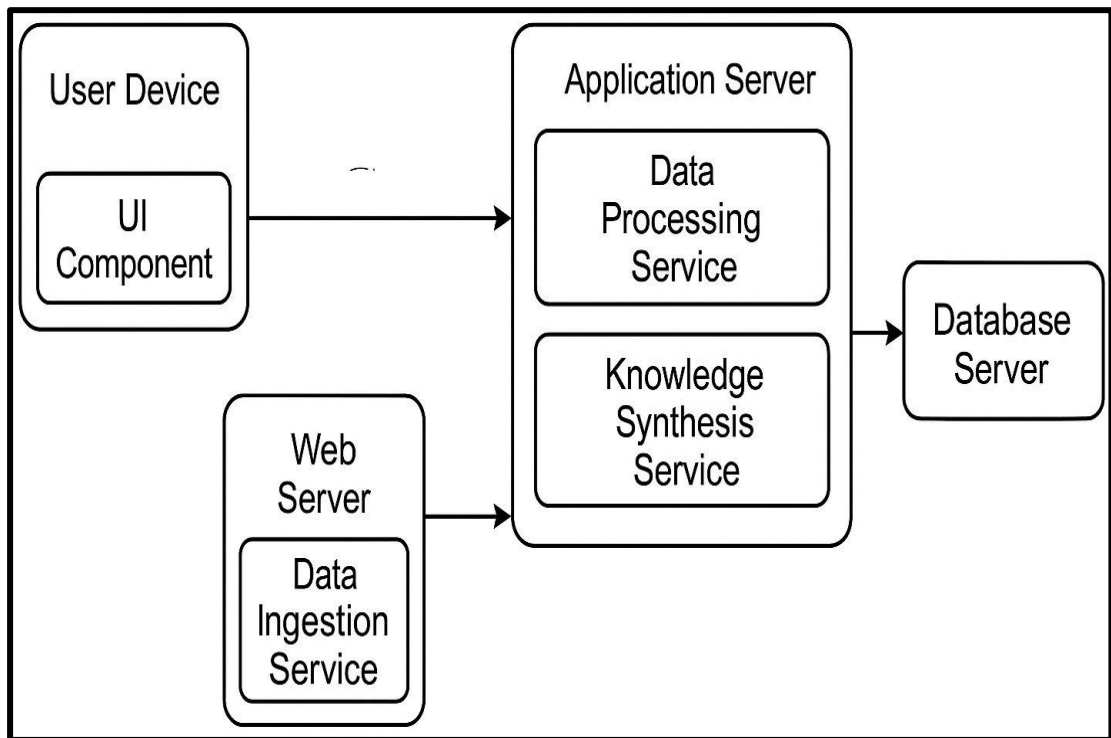 User Device
UI
Component
Application Server
Data
Processing
Service
Knowledge
Synthesis
Service
Database
Server
Web
Server
Data
Ingestion
Service